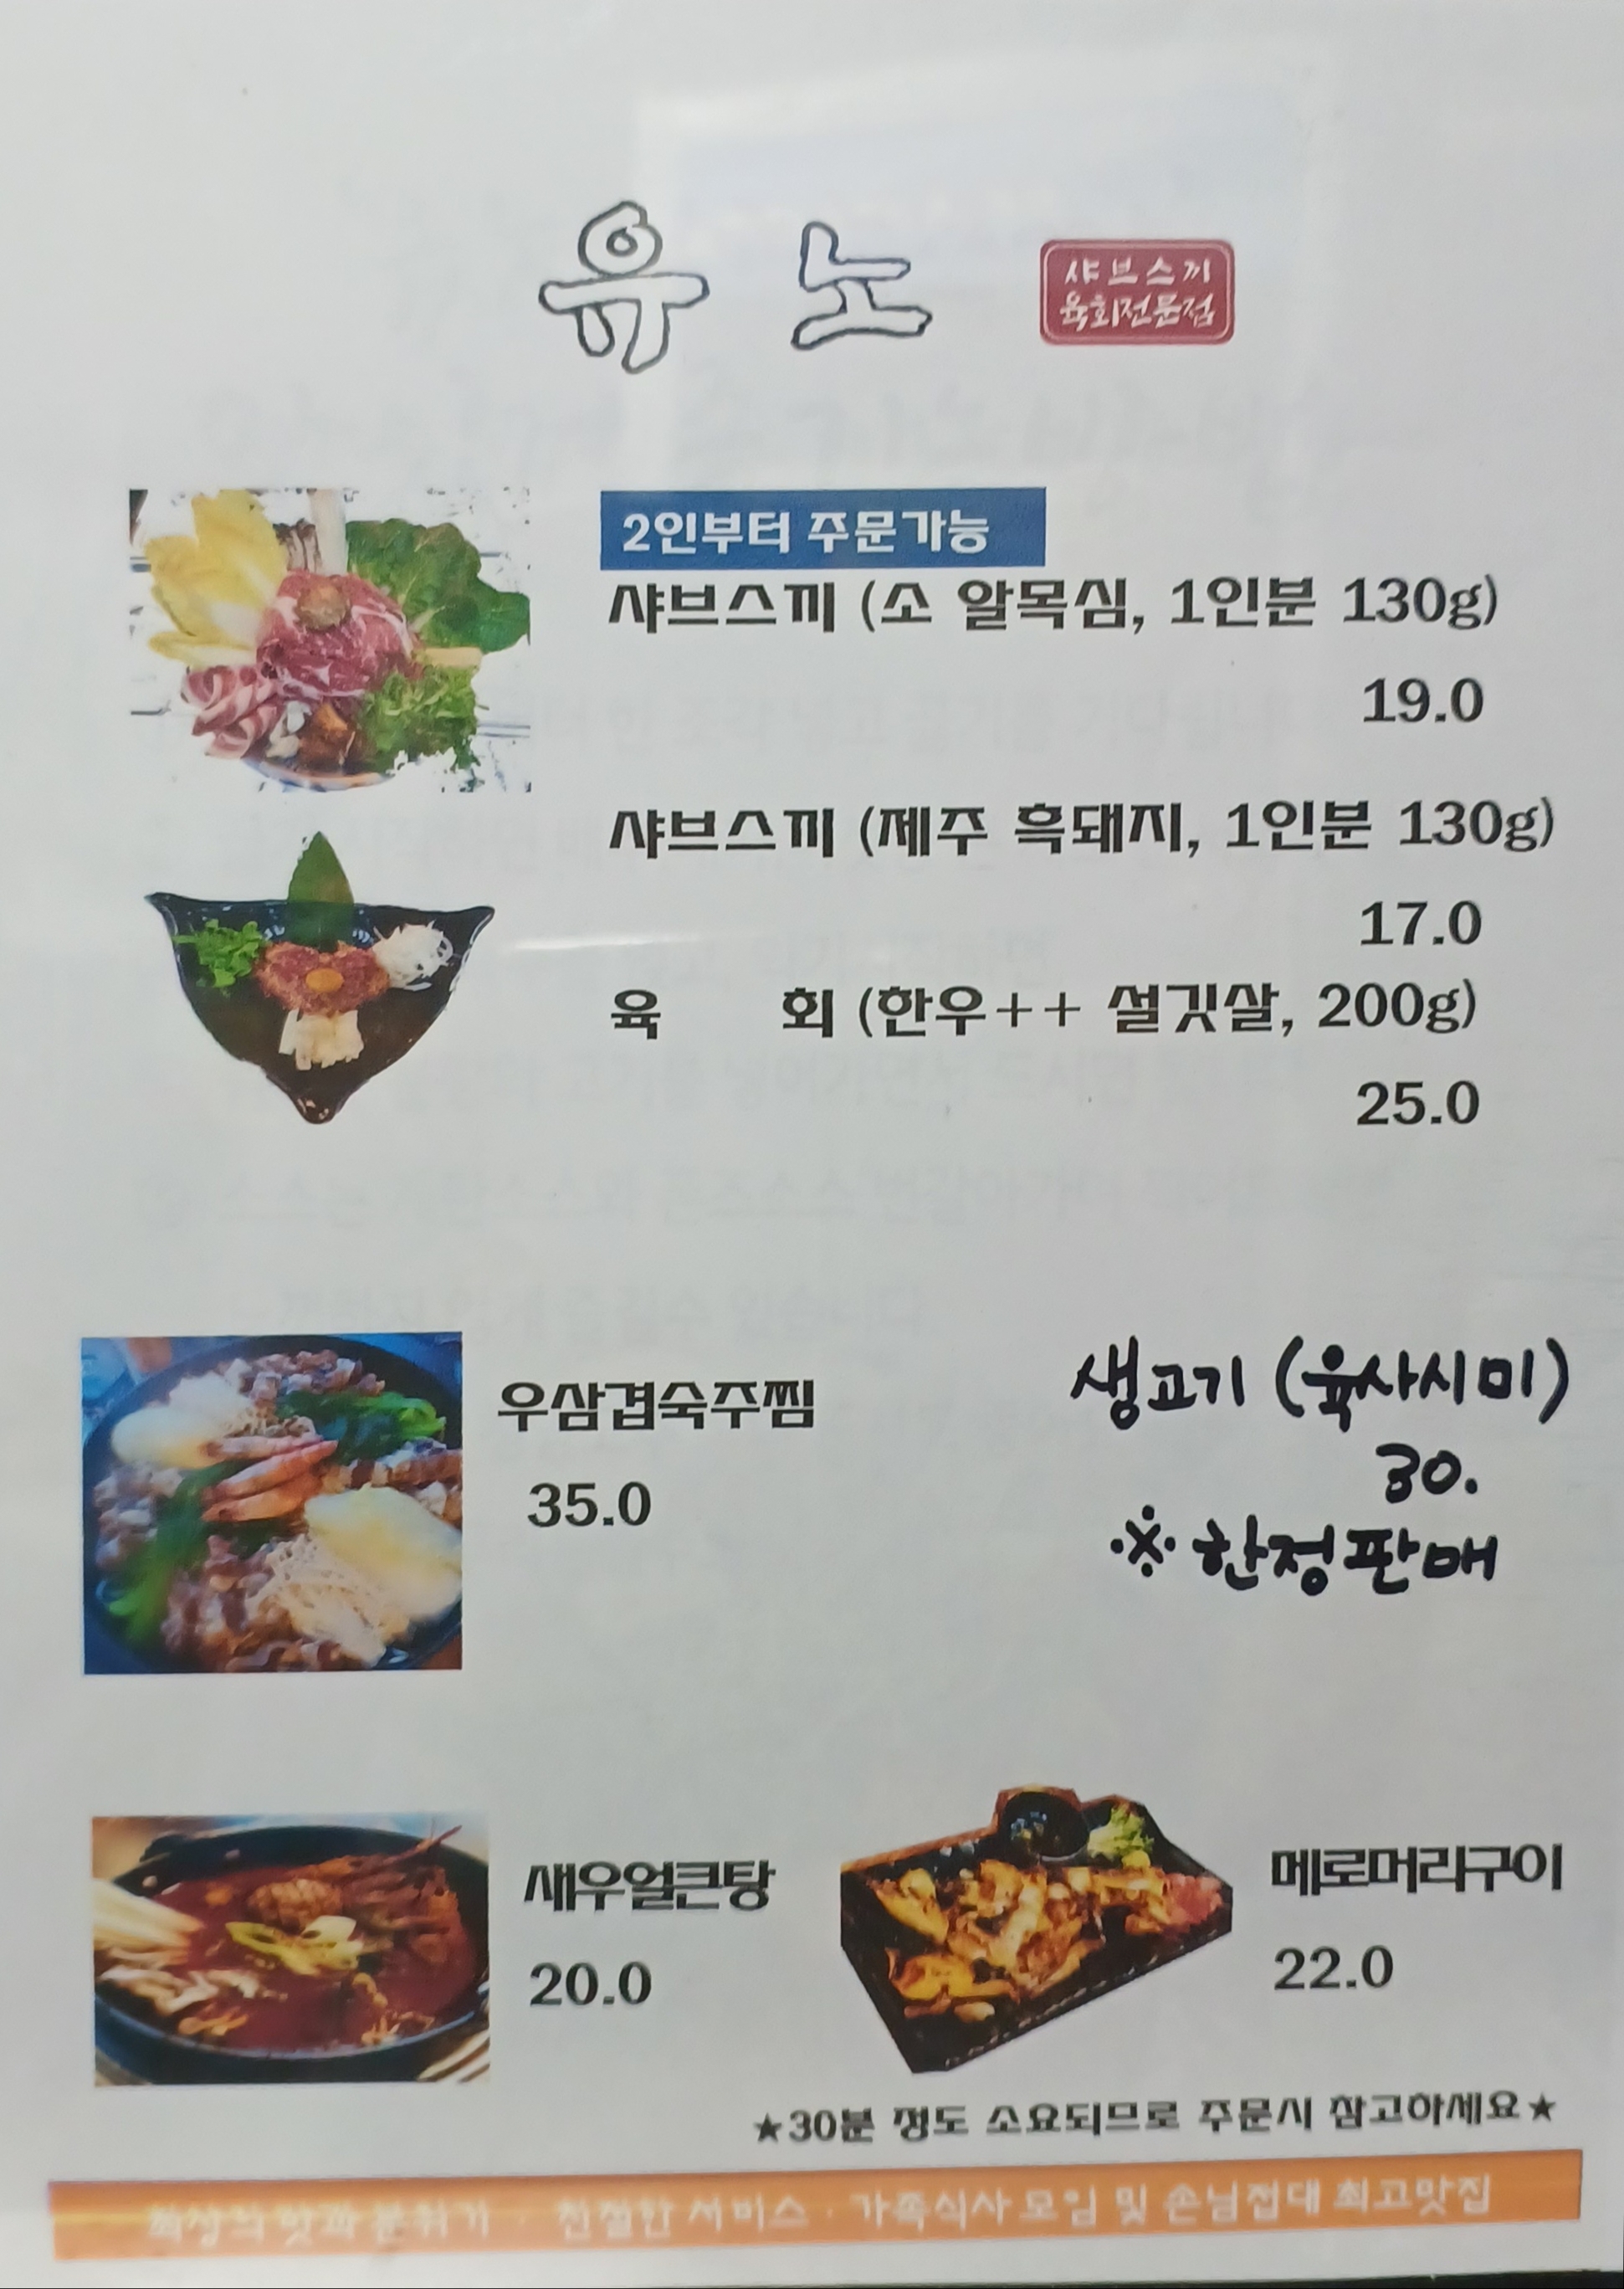 유노
샤브스끼
육회전문점
2인부터 주문가능
샤브스끼 (소 알목심, 1인분 130g)
19.0
샤브스끼 (제주 흑돼지, 1인분 130g)
17.0
육 회 (한우++ 설깃살, 200g)
25.0
우삼겹숙주찜
35.0
생고기 (육사시미)
30.
※ 한정판매
새우얼큰탕
20.0
메로머리구이
22.0
★30분 정도 소요되므로 주문시 참고하세요★
최상의 맛과 분위기 · 친절한 서비스 · 가족식사 모임 및 손님접대 최고맛집